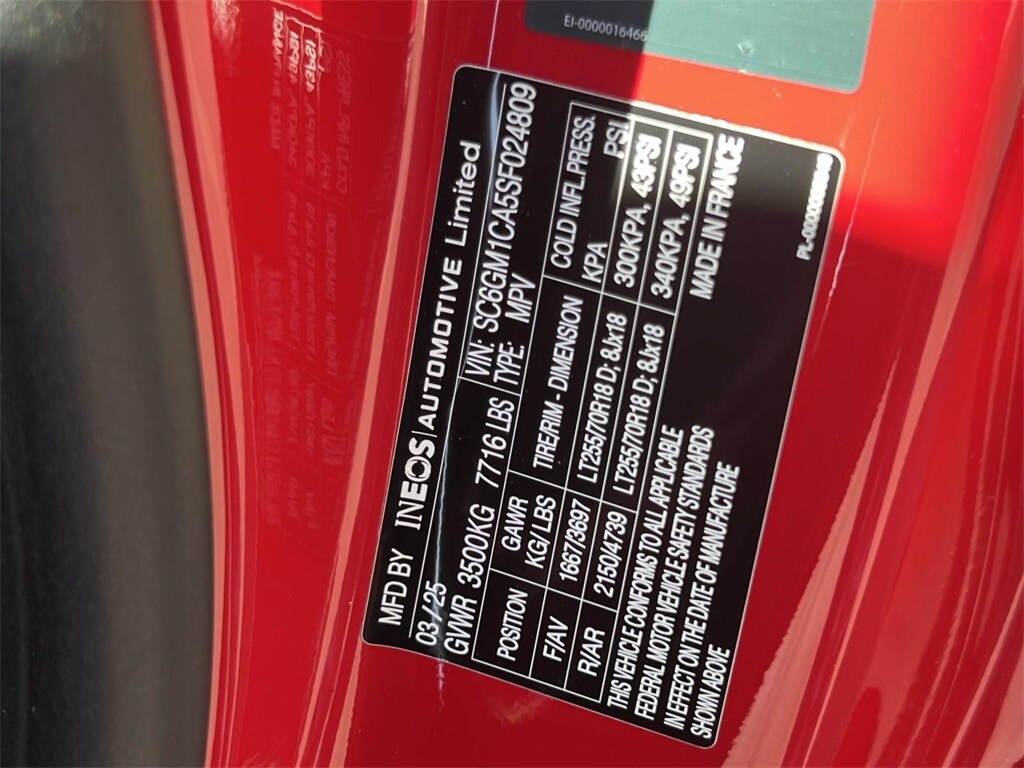 EI-0000016466
MFD BY INEOS | AUTOMOTIVE Limited
03 / 25
VIN: SC6GM1CA5SF024809
GVWR 3500KG 7716 LBS TYPE: MPV
POSITION GAWR KG/ LBS TIRE/RIM - DIMENSION COLD INFL.PRESS. KPA PSI
F/AV 1667/3697 LT255/70R18 D; 8Jx18 300KPA, 43PSI
R/AR 2150/4739 LT255/70R18 D; 8Jx18 340KPA, 49PSI
THIS VEHICLE CONFORMS TO ALL APPLICABLE
FEDERAL MOTOR VEHICLE SAFETY STANDARDS
IN EFFECT ON THE DATE OF MANUFACTURE
SHOWN ABOVE
MADE IN FRANCE